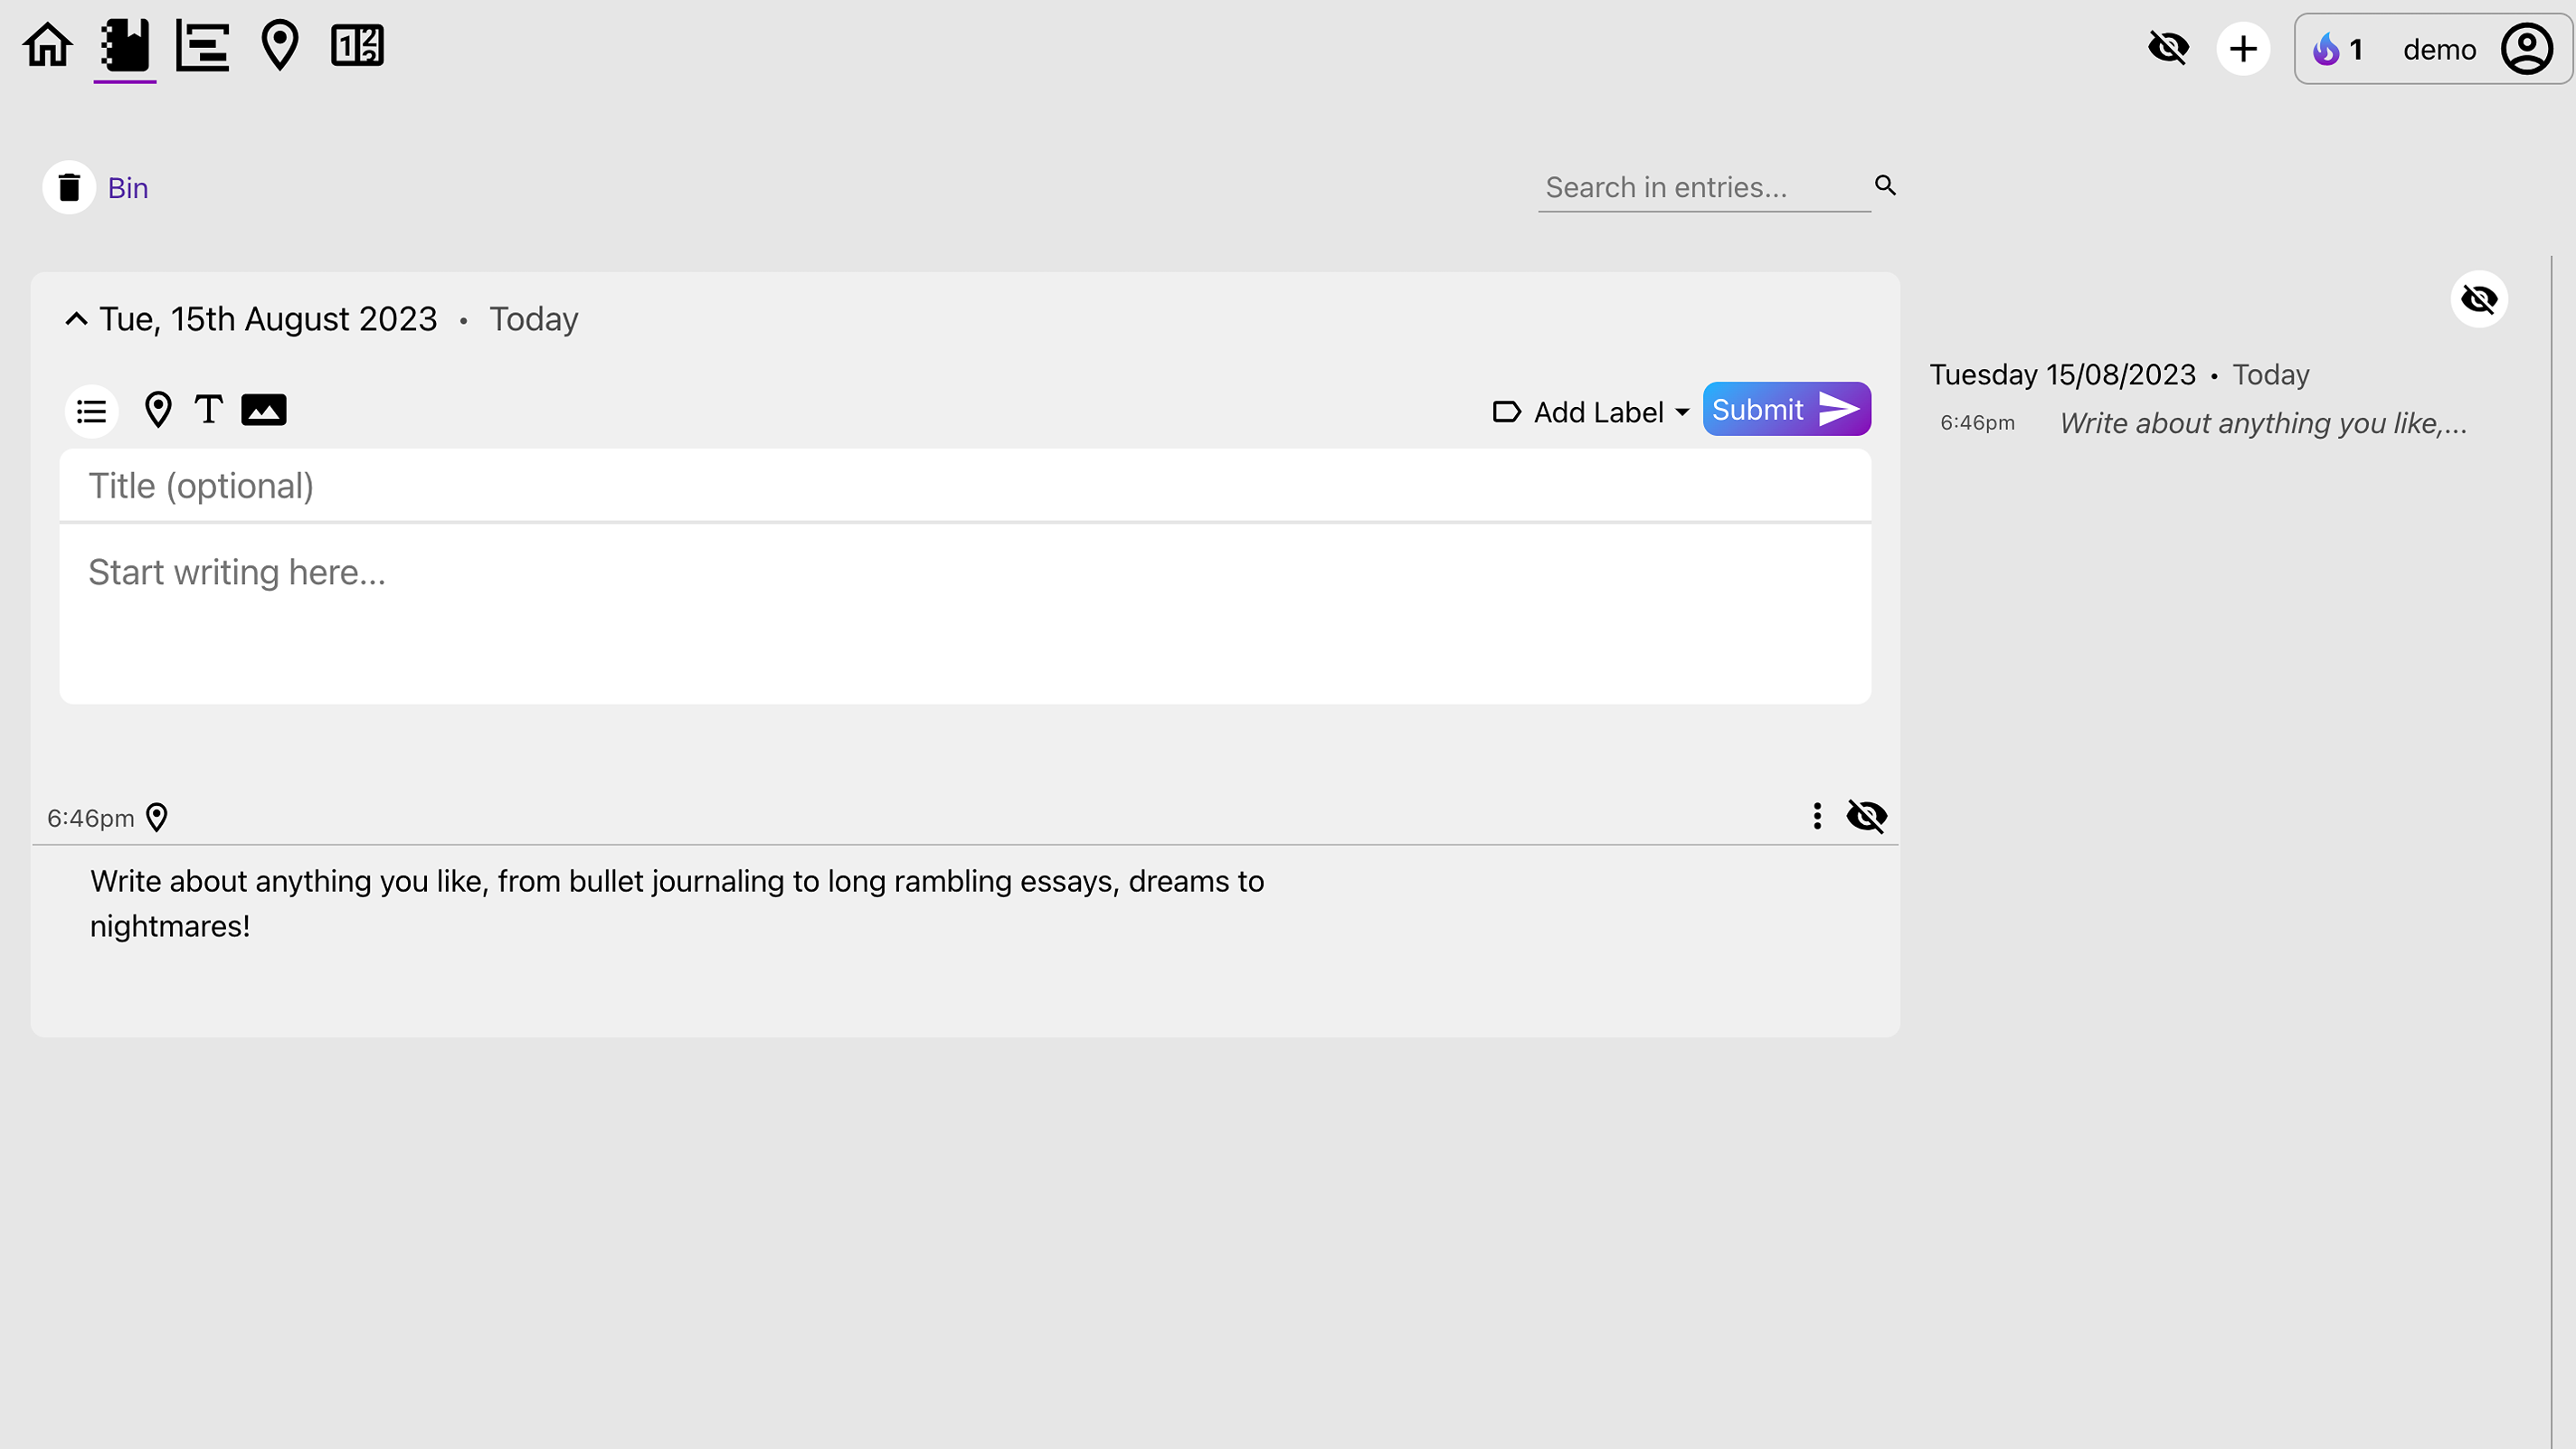 1 demo
Bin
Search in entries...
Tue, 15th August 2023 • Today
Add Label
Submit
Title (optional)
Start writing here...
6:46pm
Write about anything you like, from bullet journaling to long rambling essays, dreams to
nightmares!
Tuesday 15/08/2023 • Today
6:46pm Write about anything you like,...